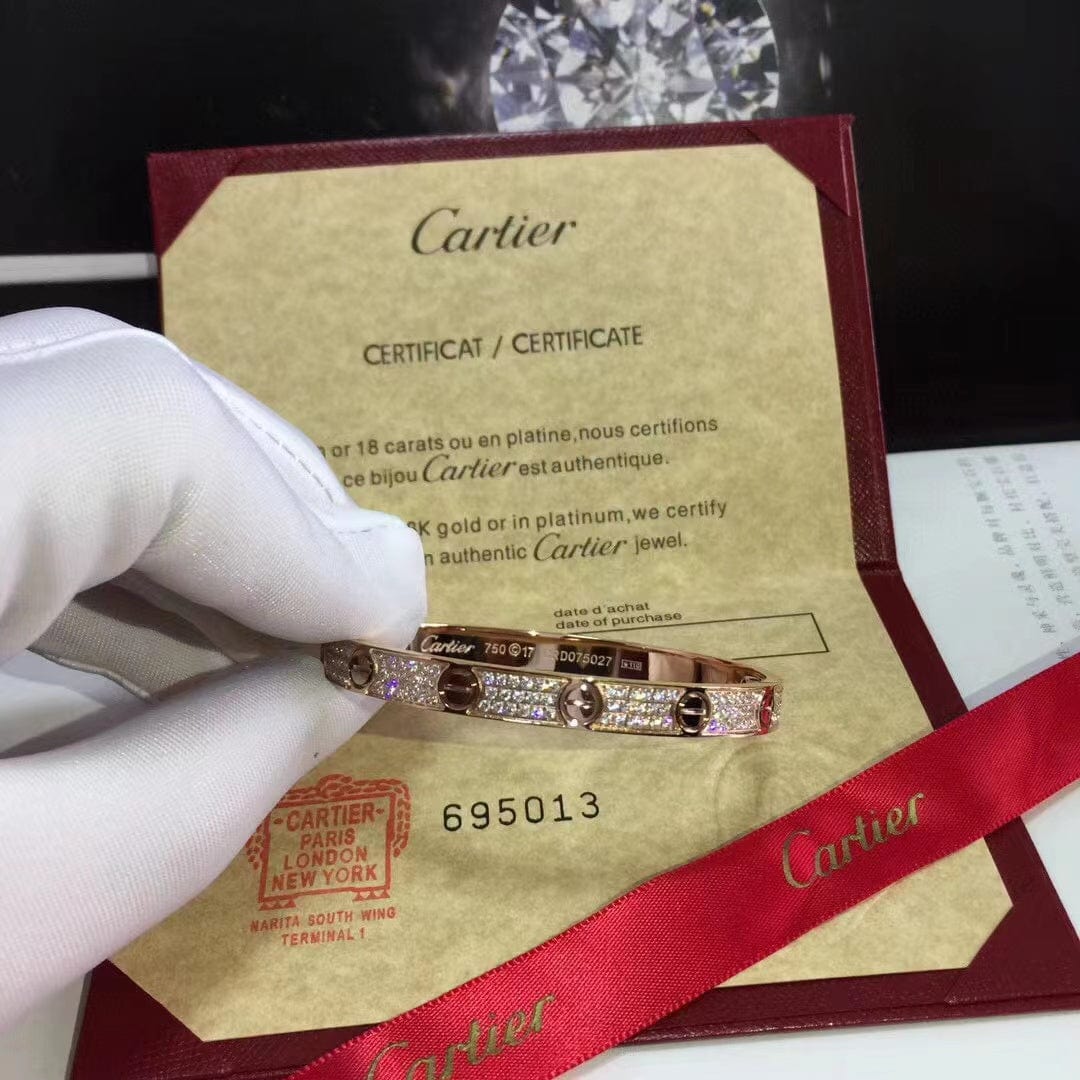 Cartier
CERTIFICAT / CERTIFICATE
or 18 carats ou en platine,nous certifions
ce bijou Cartier est authentique.
K gold or in platinum,we certify
authentic Cartier jewel.
date d'achat
date of purchase
Cartier 750 ©17 RD075027
695013
-CARTIER-
PARIS
LONDON
NEW YORK
NARITA SOUTH WING
TERMINAL 1
Cartier
Cartier